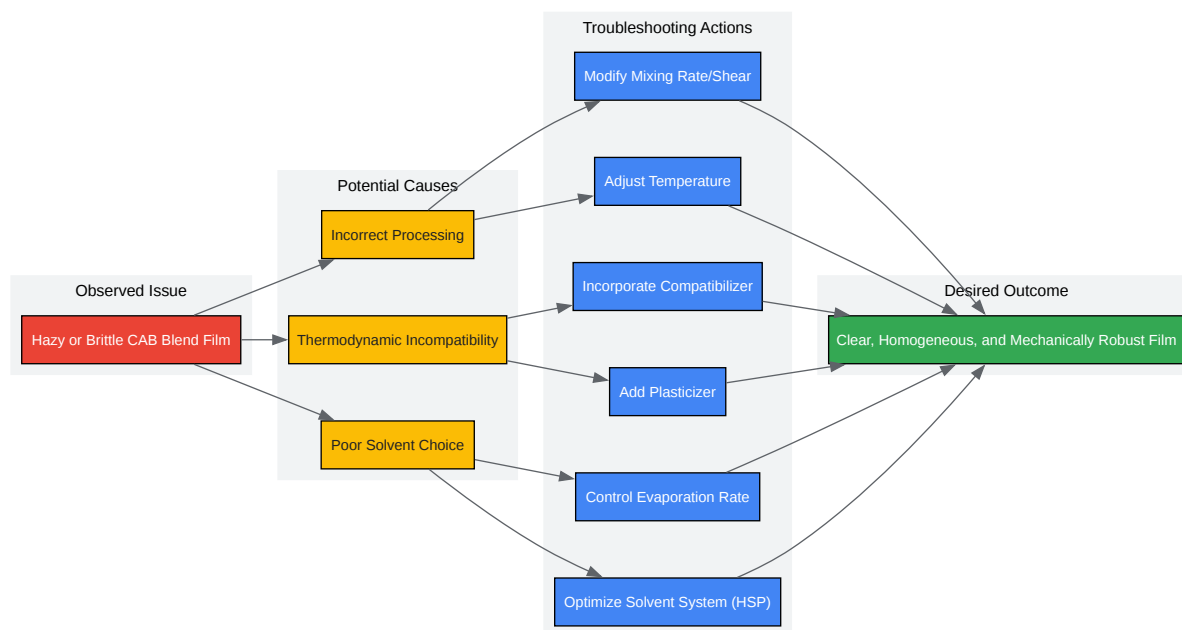 Observed Issue
Hazy or Brittle CAB Blend Film
Potential Causes
Incorrect Processing
Thermodynamic Incompatibility
Poor Solvent Choice
Troubleshooting Actions
Modify Mixing Rate/Shear
Adjust Temperature
Incorporate Compatibilizer
Add Plasticizer
Control Evaporation Rate
Optimize Solvent System (HSP)
Desired Outcome
Clear, Homogeneous, and Mechanically Robust Film